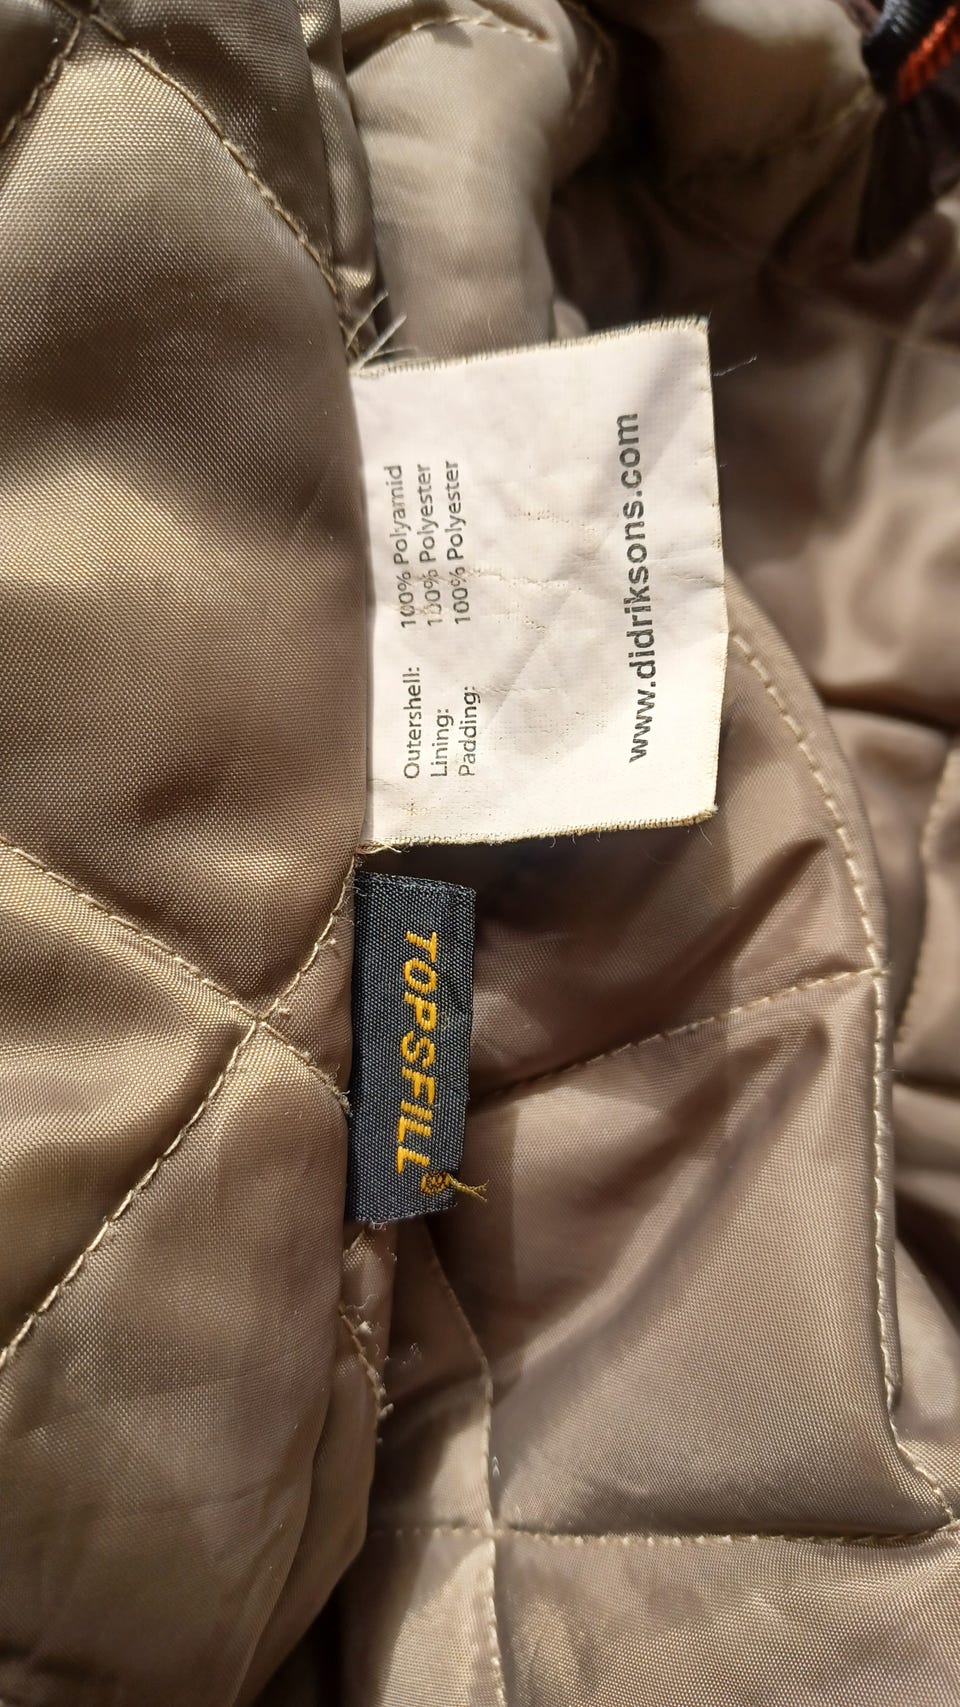 Outershell: 100% Polyamid
Lining: 100% Polyester
Padding: 100% Polyester
www.didriksons.com
TOPSFILL®